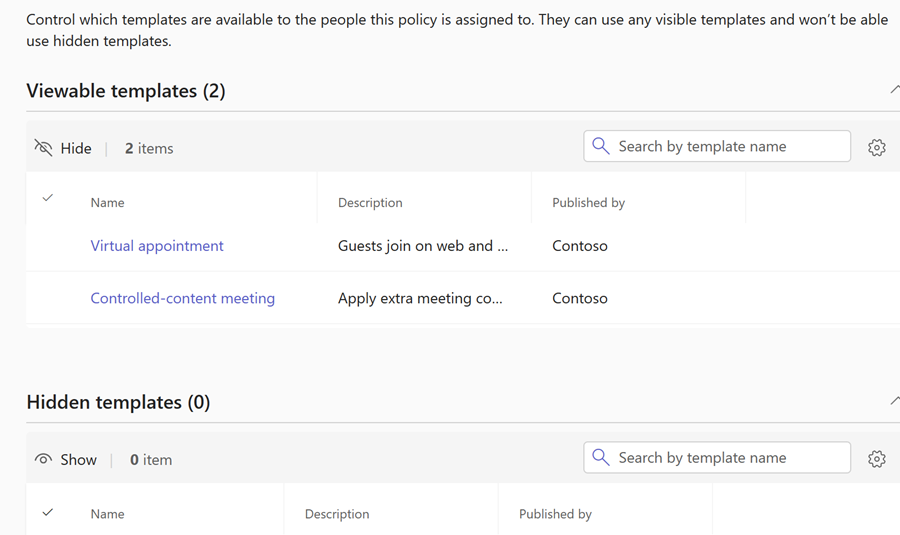 Control which templates are available to the people this policy is assigned to. They can use any visible templates and won't be able
use hidden templates.
Viewable templates (2)
Hide | 2 items Search by template name
Name Description Published by
Virtual appointment Guests join on web and ... Contoso
Controlled-content meeting Apply extra meeting co... Contoso
Hidden templates (0)
Show | 0 item Search by template name
Name Description Published by